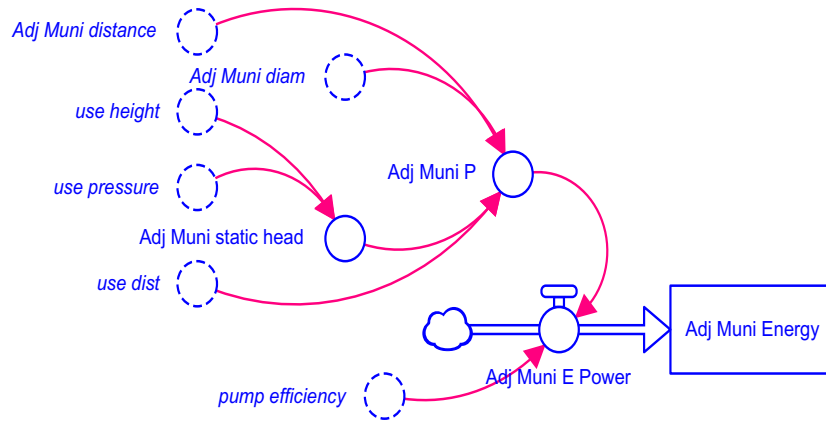 Adj Muni distance
Adj Muni diam
use height
Adj Muni P
use pressure
Adj Muni static head
use dist
Adj Muni Energy
Adj Muni E Power
pump efficiency